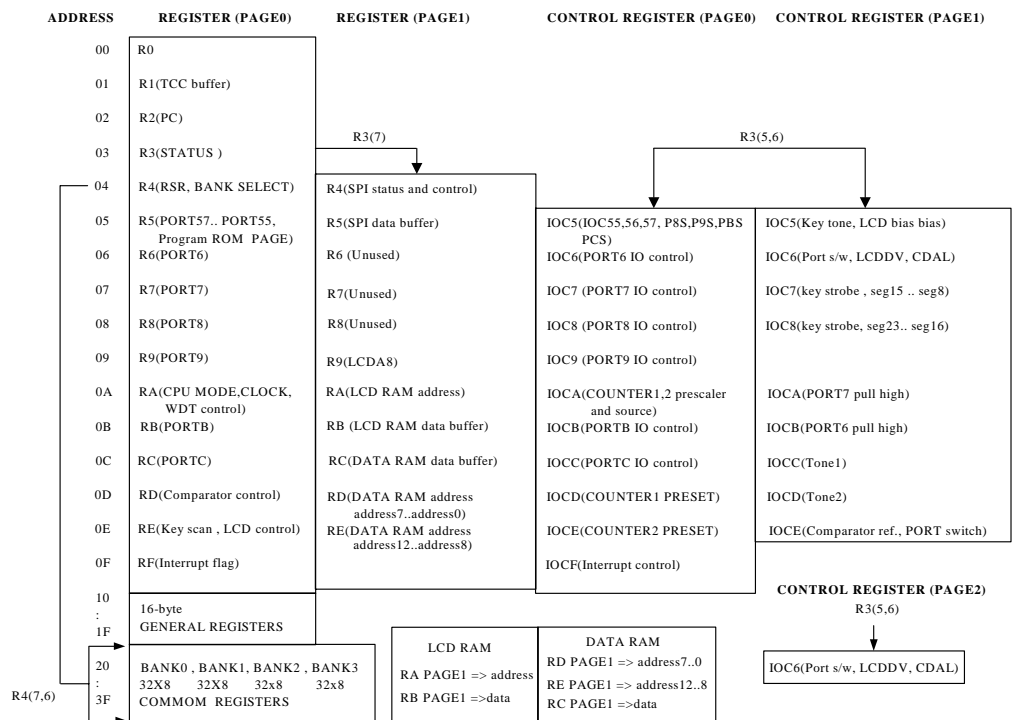 ADDRESS REGISTER (PAGE0) REGISTER (PAGE1) CONTROL REGISTER (PAGE0) CONTROL REGISTER (PAGE1)
00 R0
01 R1(TCC buffer)
02 R2(PC)
R3(7) R3(5,6)
03 R3(STATUS )
04 R4(RSR, BANK SELECT) R4(SPI status and control)
05 R5(PORT57.. PORT55, R5(SPI data buffer) IOC5(IOC55,56,57, P8S,P9S,PBS IOC5(Key tone, LCD bias bias)
Program ROM PAGE) PCS)
06 R6(PORT6) R6 (Unused) IOC6(PORT6 IO control) IOC6(Port s/w, LCDDV, CDAL)
07 R7(PORT7) R7(Unused) IOC7 (PORT7 IO control) IOC7(key strobe , seg15 .. seg8)
08 R8(PORT8) R8(Unused) IOC8 (PORT8 IO control) IOC8(key strobe, seg23.. seg16)
09 R9(PORT9) R9(LCDA8) IOC9 (PORT9 IO control)
0A RA(CPU MODE,CLOCK, RA(LCD RAM address) IOCA(COUNTER1,2 prescaler IOCA(PORT7 pull high)
WDT control) and source)
0B RB(PORTB) RB (LCD RAM data buffer) IOCB(PORTB IO control) IOCB(PORT6 pull high)
0C RC(PORTC) RC(DATA RAM data buffer) IOCC(PORTC IO control) IOCC(Tone1)
0D RD(Comparator control) RD(DATA RAM address IOCD(COUNTER1 PRESET) IOCD(Tone2)
address7..address0)
0E RE(Key scan , LCD control) RE(DATA RAM address IOCE(COUNTER2 PRESET) IOCE(Comparator ref., PORT switch)
address12..address8)
0F RF(Interrupt flag) IOCF(Interrupt control)
CONTROL REGISTER (PAGE2)
10 16-byte R3(5,6)
:
1F GENERAL REGISTERS
LCD RAM DATA RAM
20 BANK0 , BANK1, BANK2 , BANK3 RA PAGE1 => address RD PAGE1 => address7..0 IOC6(Port s/w, LCDDV, CDAL)
: 32X8 32X8 32x8 32x8 RE PAGE1 => address12..8
R4(7,6) 3F COMMOM REGISTERS RB PAGE1 =>data RC PAGE1 =>data